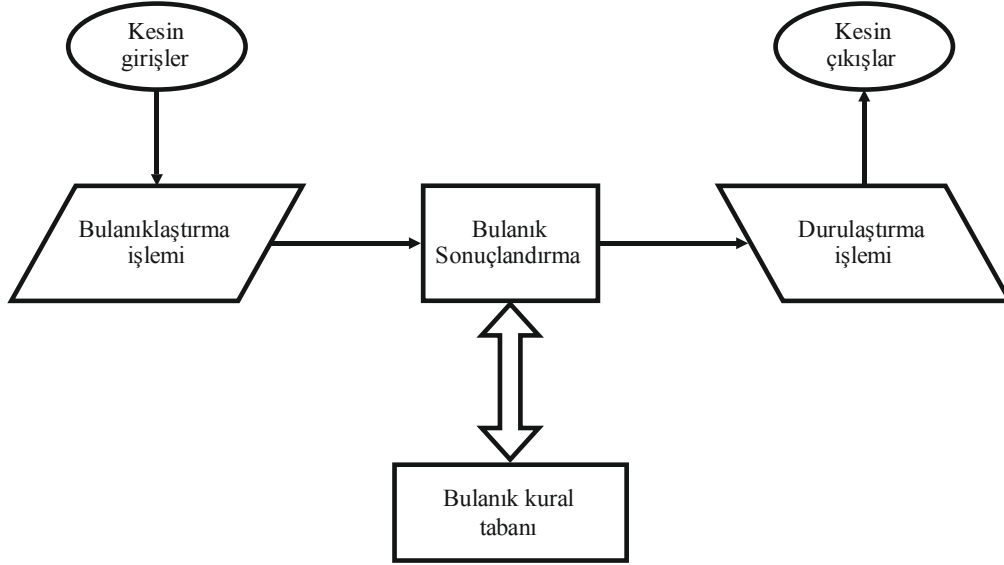 Kesin
girişler
Kesin
çıkışlar
Bulanıklaştırma
işlemi
Bulanık
Sonuçlandırma
Durulaştırma
işlemi
Bulanık kural
tabanı